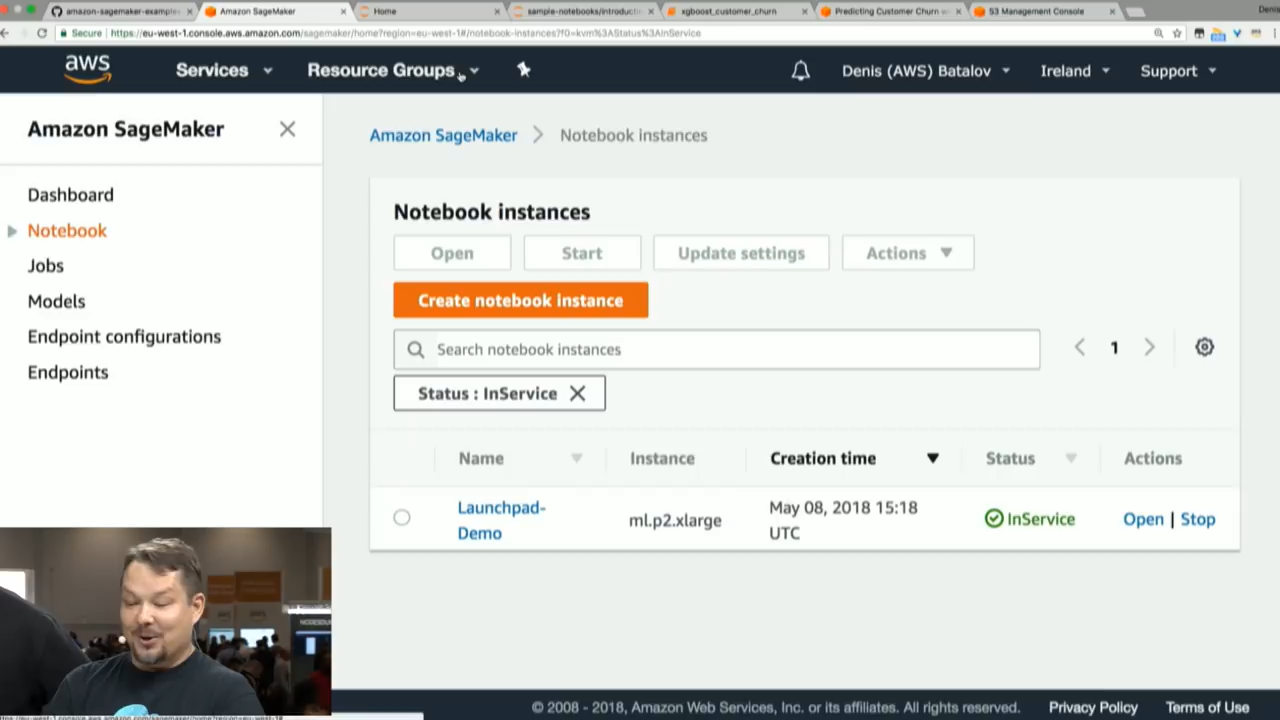 amazon-sagemaker-example
Amazon SageMaker
Home
sample-notebooks/introducti
xgboost_customer_churn
Predicting Customer Churn w
S3 Management Console
Denis
Secure
https://eu-west-1.console.aws.amazon.com/sagemaker/home?region=eu-west-1#/notebook-instances?f0=kvm%3AStatus%3AInService
aws
Services
Resource Groups
Denis (AWS) Batalov
Ireland
Support
Amazon SageMaker
Dashboard
Notebook
Jobs
Models
Endpoint configurations
Endpoints
Amazon SageMaker > Notebook instances
Notebook instances
Open
Start
Update settings
Actions
Create notebook instance
Search notebook instances
1
Status : InService
Name
Instance
Creation time
Status
Actions
Launchpad-
Demo
ml.p2.xlarge
May 08, 2018 15:18
UTC
InService
Open | Stop
© 2008 - 2018, Amazon Web Services, Inc. or its affiliates. All rights reserved.
Privacy Policy
Terms of Use